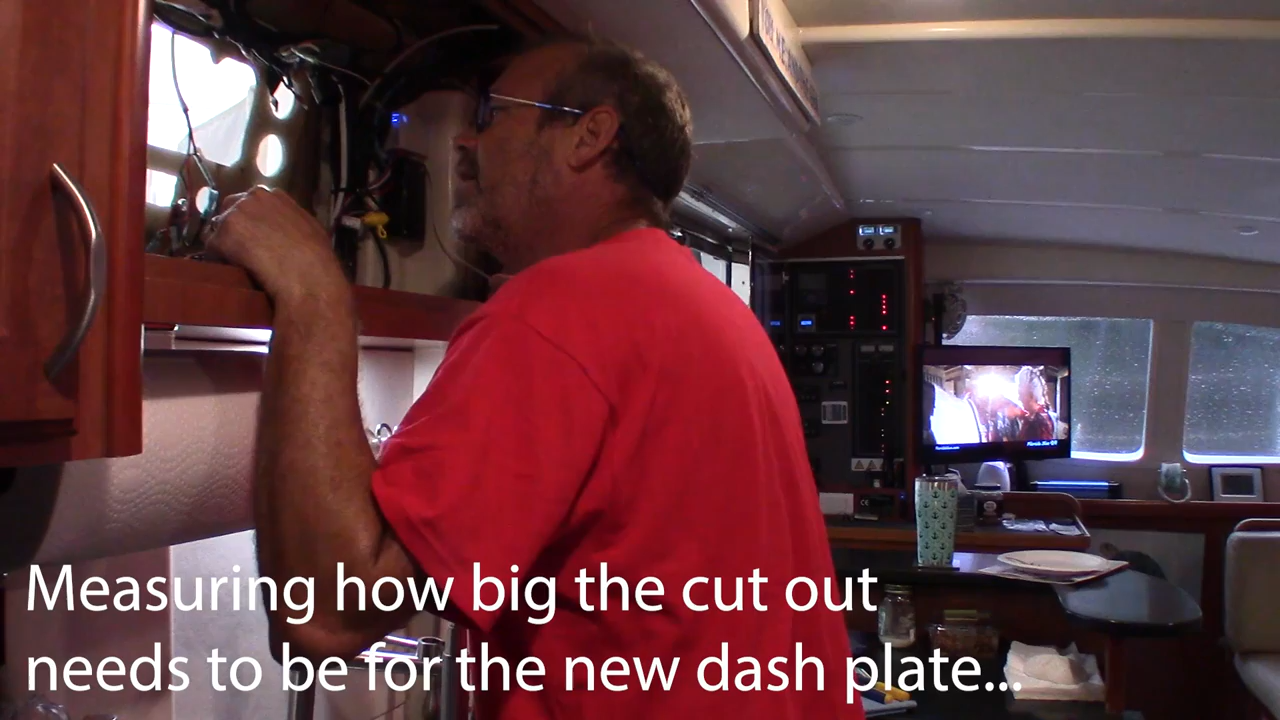 Measuring how big the cut out
needs to be for the new dash plate...